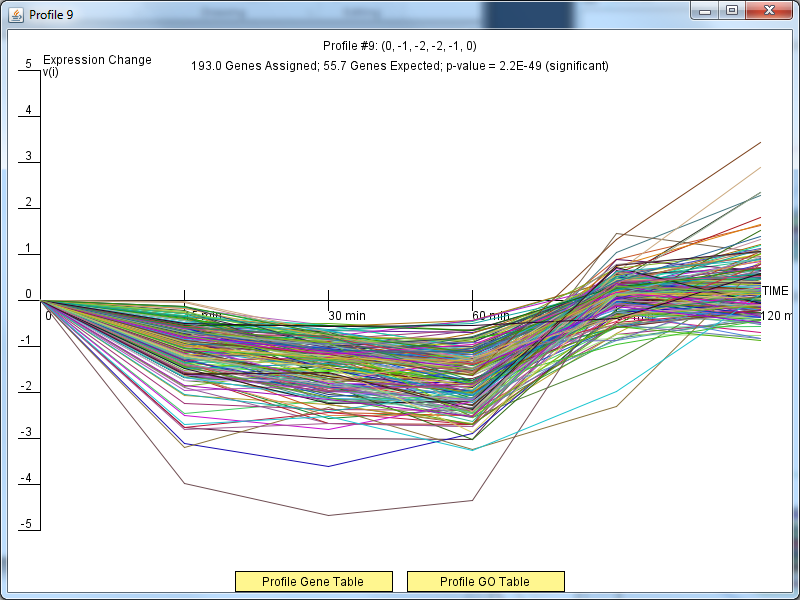 Profile 9
Profile #9: (0, -1, -2, -2, -1, 0)
Expression Change
v(i)
193.0 Genes Assigned; 55.7 Genes Expected; p-value = 2.2E-49 (significant)
5
4
3
2
1
0
-1
-2
-3
-4
-5
TIME
0
30 min
60 min
120 m
Profile Gene Table
Profile GO Table